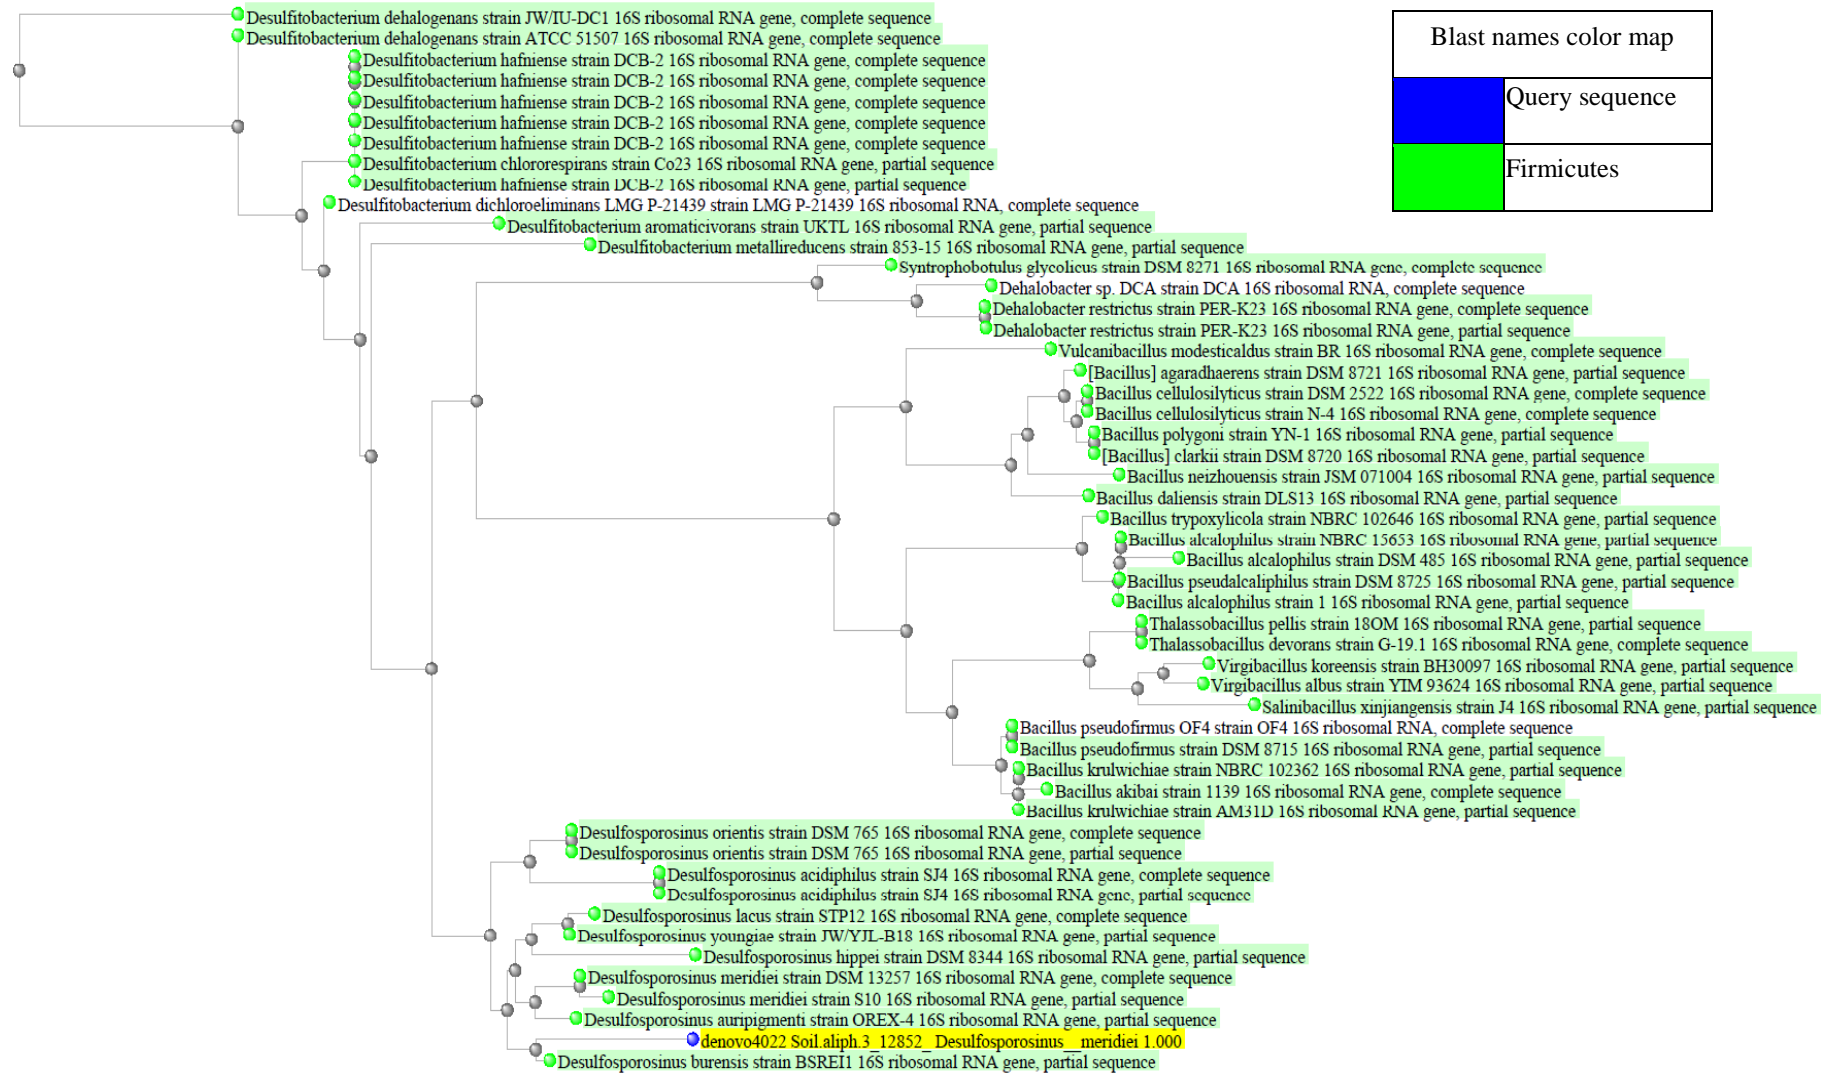 Desulfitobacterium dehalogenans strain JW/IU-DC1 16S ribosomal RNA gene, complete sequence
Desulfitobacterium dehalogenans strain ATCC 51507 16S ribosomal RNA gene, complete sequence
Desulfitobacterium hafniense strain DCB-2 16S ribosomal RNA gene, complete sequence
Desulfitobacterium hafniense strain DCB-2 16S ribosomal RNA gene, complete sequence
Desulfitobacterium hafniense strain DCB-2 16S ribosomal RNA gene, complete sequence
Desulfitobacterium hafniense strain DCB-2 16S ribosomal RNA gene, complete sequence
Desulfitobacterium hafniense strain DCB-2 16S ribosomal RNA gene, complete sequence
Desulfitobacterium chlororespirans strain Co23 16S ribosomal RNA gene, partial sequence
Desulfitobacterium hafniense strain DCB-2 16S ribosomal RNA gene, partial sequence
Desulfitobacterium dichloroeliminans LMG P-21439 strain LMG P-21439 16S ribosomal RNA, complete sequence
Desulfitobacterium aromaticivorans strain UKTL 16S ribosomal RNA gene, partial sequence
Desulfitobacterium metallireducens strain 853-15 16S ribosomal RNA gene, partial sequence
Syntrophobotulus glycolicus strain DSM 8271 16S ribosomal RNA gene, complete sequence
Dehalobacter sp. DCA strain DCA 16S ribosomal RNA, complete sequence
Dehalobacter restrictus strain PER-K23 16S ribosomal RNA gene, complete sequence
Dehalobacter restrictus strain PER-K23 16S ribosomal RNA gene, partial sequence
Vulcanibacillus modesticaldus strain BR 16S ribosomal RNA gene, complete sequence
[Bacillus] agaradhaerens strain DSM 8721 16S ribosomal RNA gene, partial sequence
Bacillus cellulosilyticus strain DSM 2522 16S ribosomal RNA gene, complete sequence
Bacillus cellulosilyticus strain N-4 16S ribosomal RNA gene, complete sequence
Bacillus polygoni strain YN-1 16S ribosomal RNA gene, partial sequence
[Bacillus] clarkii strain DSM 8720 16S ribosomal RNA gene, partial sequence
Bacillus neizhouensis strain JSM 071004 16S ribosomal RNA gene, partial sequence
Bacillus daliensis strain DLS13 16S ribosomal RNA gene, partial sequence
Bacillus trypoxylicola strain NBRC 102646 16S ribosomal RNA gene, partial sequence
Bacillus alcalophilus strain NBRC 15653 16S ribosomal RNA gene, partial sequence
Bacillus alcalophilus strain DSM 485 16S ribosomal RNA gene, partial sequence
Bacillus pseudalcaliphilus strain DSM 8725 16S ribosomal RNA gene, partial sequence
Bacillus alcalophilus strain 1 16S ribosomal RNA gene, partial sequence
Thalassobacillus pellis strain 18OM 16S ribosomal RNA gene, partial sequence
Thalassobacillus devorans strain G-19.1 16S ribosomal RNA gene, complete sequence
Virgibacillus koreensis strain BH30097 16S ribosomal RNA gene, partial sequence
Virgibacillus albus strain YIM 93624 16S ribosomal RNA gene, partial sequence
Salinibacillus xinjiangensis strain J4 16S ribosomal RNA gene, partial sequence
Bacillus pseudofirmus OF4 strain OF4 16S ribosomal RNA, complete sequence
Bacillus pseudofirmus strain DSM 8715 16S ribosomal RNA gene, partial sequence
Bacillus krulwichiae strain NBRC 102362 16S ribosomal RNA gene, partial sequence
Bacillus akibai strain 1139 16S ribosomal RNA gene, complete sequence
Bacillus krulwichiae strain AM31D 16S ribosomal RNA gene, partial sequence
Desulfosporosinus orientis strain DSM 765 16S ribosomal RNA gene, complete sequence
Desulfosporosinus orientis strain DSM 765 16S ribosomal RNA gene, partial sequence
Desulfosporosinus acidiphilus strain SJ4 16S ribosomal RNA gene, complete sequence
Desulfosporosinus acidiphilus strain SJ4 16S ribosomal RNA gene, partial sequence
Desulfosporosinus lacus strain STP12 16S ribosomal RNA gene, complete sequence
Desulfosporosinus youngiae strain JW/YJL-B18 16S ribosomal RNA gene, partial sequence
Desulfosporosinus hippei strain DSM 8344 16S ribosomal RNA gene, partial sequence
Desulfosporosinus meridiei strain DSM 13257 16S ribosomal RNA gene, complete sequence
Desulfosporosinus meridiei strain S10 16S ribosomal RNA gene, partial sequence
Desulfosporosinus auripigmenti strain OREX-4 16S ribosomal RNA gene, partial sequence
denovo4022 Soil.aliph.3_12852_ Desulfosporosinus__meridiei 1.000
Desulfosporosinus burensis strain BSREI1 16S ribosomal RNA gene, partial sequence
Blast names color map
Query sequence
Firmicutes